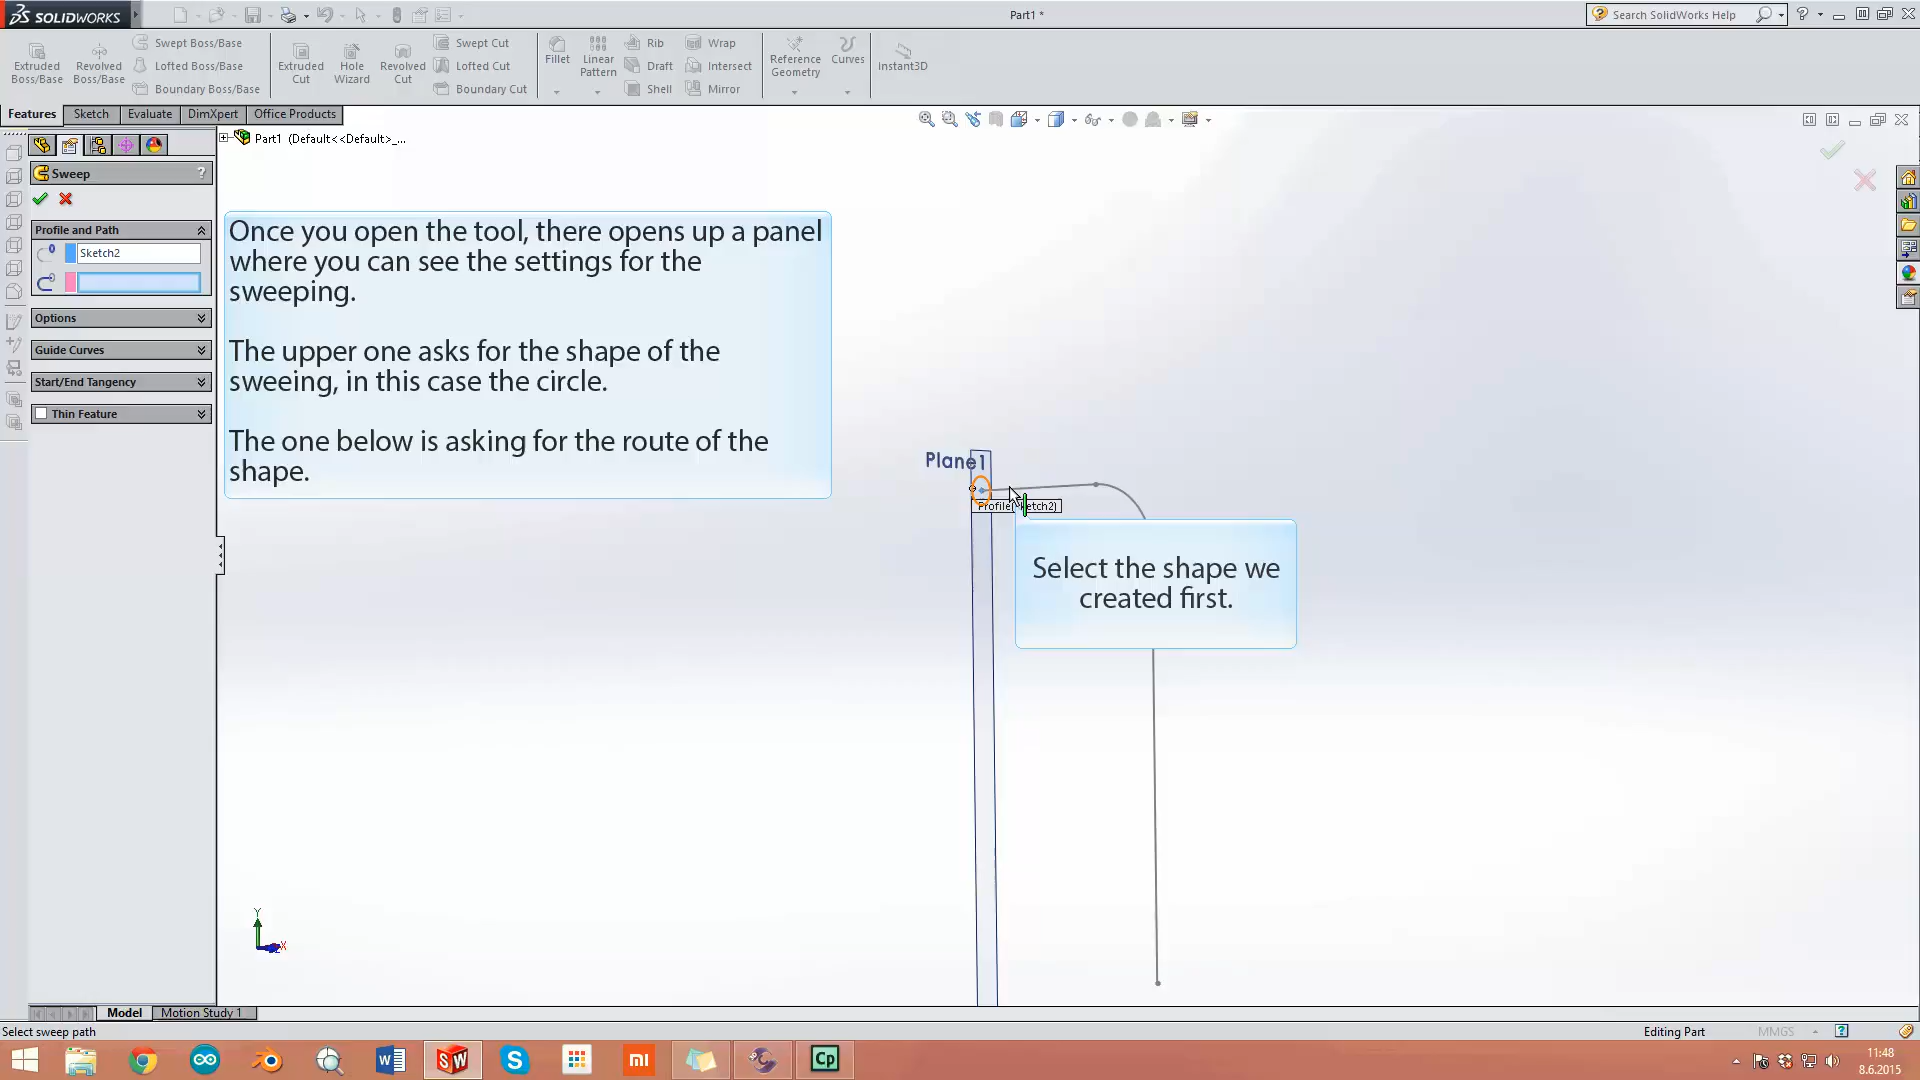 SOLIDWORKS
Part1 *
Search SolidWorks Help
Extruded Boss/Base
Revolved Boss/Base
Swept Boss/Base
Lofted Boss/Base
Boundary Boss/Base
Extruded Cut
Hole Wizard
Revolved Cut
Swept Cut
Lofted Cut
Boundary Cut
Fillet
Linear Pattern
Rib
Draft
Shell
Wrap
Intersect
Mirror
Reference Geometry
Curves
Instant3D
Features
Sketch
Evaluate
DimXpert
Office Products
Part1 (Default<<Default>_...
Sweep
?
Profile and Path
Sketch2
Options
Guide Curves
Start/End Tangency
Thin Feature
Once you open the tool, there opens up a panel
where you can see the settings for the
sweeping.
The upper one asks for the shape of the
sweeing, in this case the circle.
The one below is asking for the route of the
shape.
Plane1
Select the shape we
created first.
Y
X
Model
Motion Study 1
Select sweep path
Editing Part
MMGS
SW
mi
Cp
11:48
8.6.2015